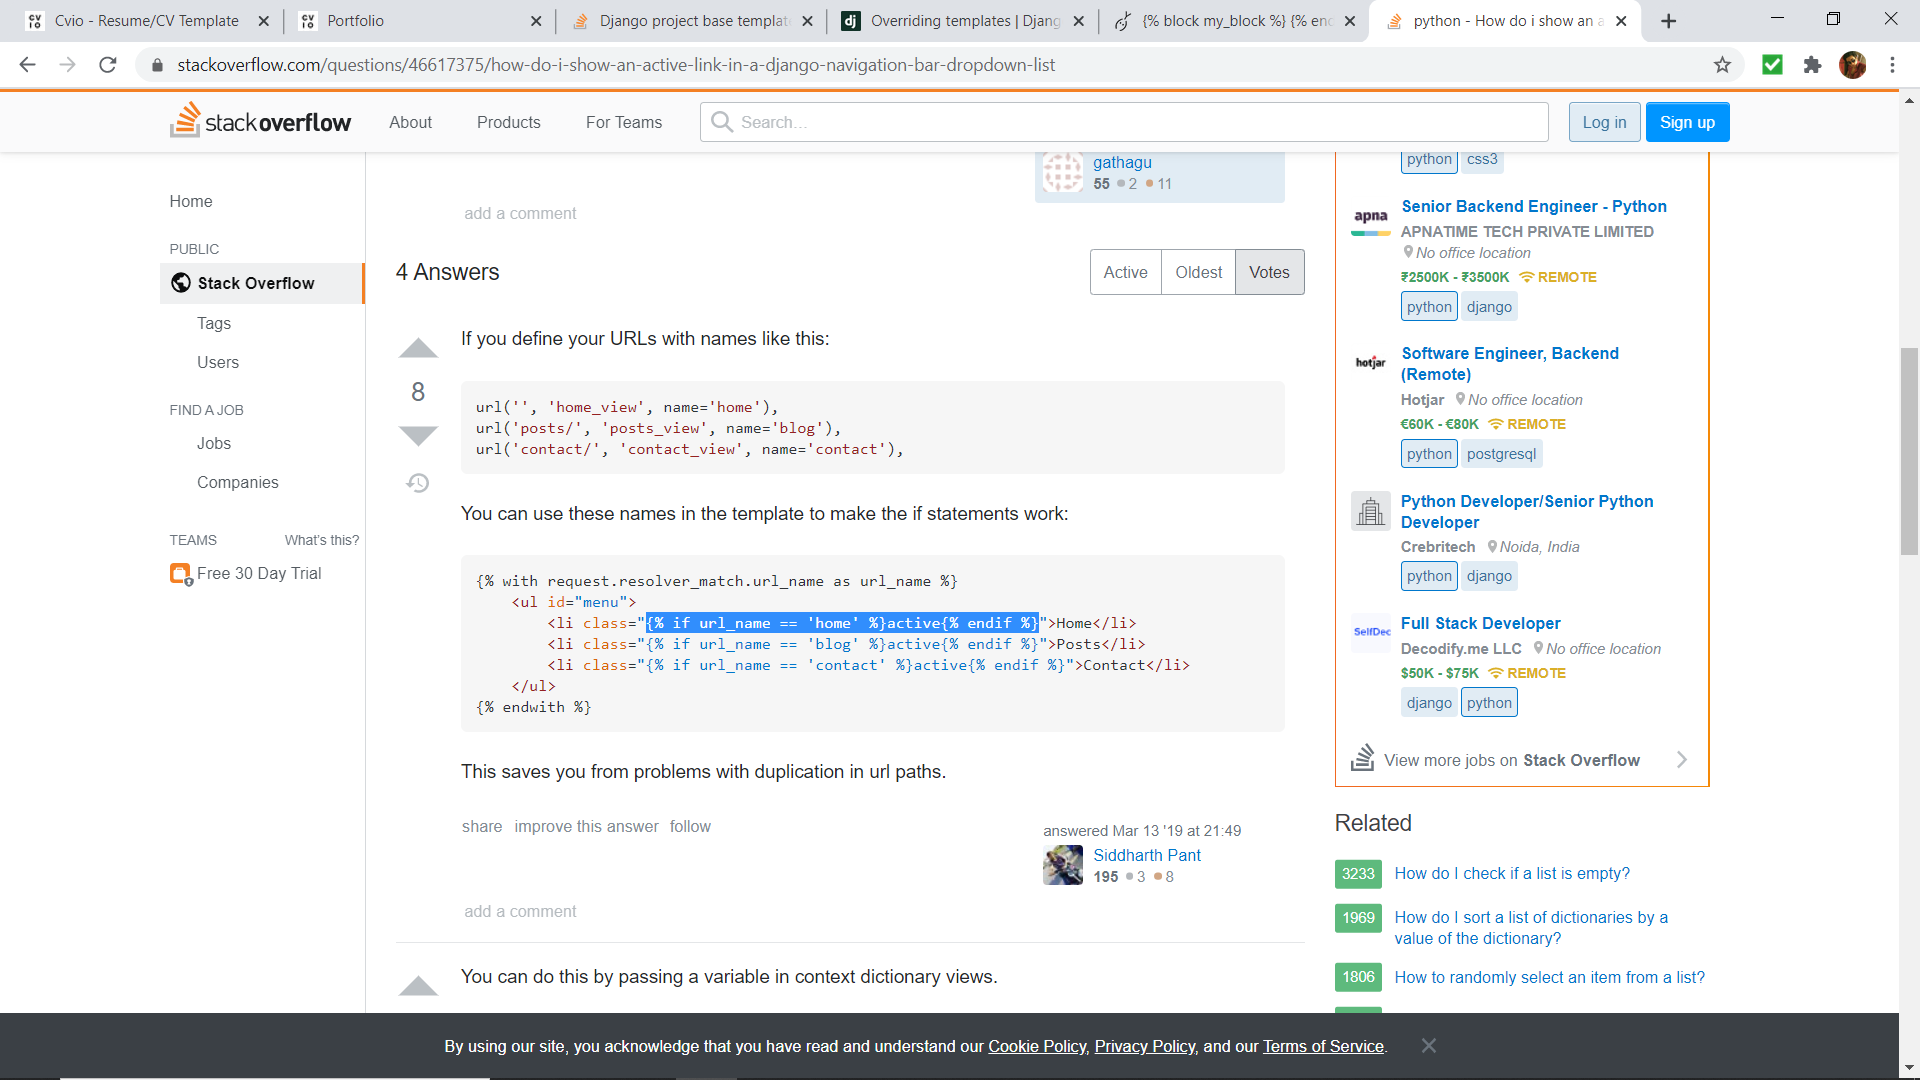 Cvio - Resume/CV Template
Portfolio
Django project base templat
Overriding templates | Djang
{% block my_block %} {% en
python - How do i show an a
stackoverflow.com/questions/46617375/how-do-i-show-an-active-link-in-a-django-navigation-bar-dropdown-list
stackoverflow
About
Products
For Teams
Search...
Log in
Sign up
Home
PUBLIC
Stack Overflow
Tags
Users
FIND A JOB
Jobs
Companies
TEAMS
What's this?
Free 30 Day Trial
gathagu
55 2 11
add a comment
4 Answers
Active
Oldest
Votes
8
If you define your URLs with names like this:
url('', 'home_view', name='home'),
url('posts/', 'posts_view', name='blog'),
url('contact/', 'contact_view', name='contact'),
You can use these names in the template to make the if statements work:
{% with request.resolver_match.url_name as url_name %}
<ul id="menu">
<li class="{% if url_name == 'home' %}active{% endif %}">Home</li>
<li class="{% if url_name == 'blog' %}active{% endif %}">Posts</li>
<li class="{% if url_name == 'contact' %}active{% endif %}">Contact</li>
</ul>
{% endwith %}
This saves you from problems with duplication in url paths.
share improve this answer follow
answered Mar 13 '19 at 21:49
Siddharth Pant
195 3 8
add a comment
You can do this by passing a variable in context dictionary views.
python css3
apna
Senior Backend Engineer - Python
APNATIME TECH PRIVATE LIMITED
No office location
₹2500K - ₹3500K REMOTE
python django
hotjar
Software Engineer, Backend
(Remote)
Hotjar No office location
€60K - €80K REMOTE
python postgresql
Python Developer/Senior Python
Developer
Crebritech Noida, India
python django
SelfDec
Full Stack Developer
Decodify.me LLC No office location
$50K - $75K REMOTE
django python
View more jobs on Stack Overflow
Related
3233 How do I check if a list is empty?
1969 How do I sort a list of dictionaries by a
value of the dictionary?
1806 How to randomly select an item from a list?
By using our site, you acknowledge that you have read and understand our Cookie Policy, Privacy Policy, and our Terms of Service.